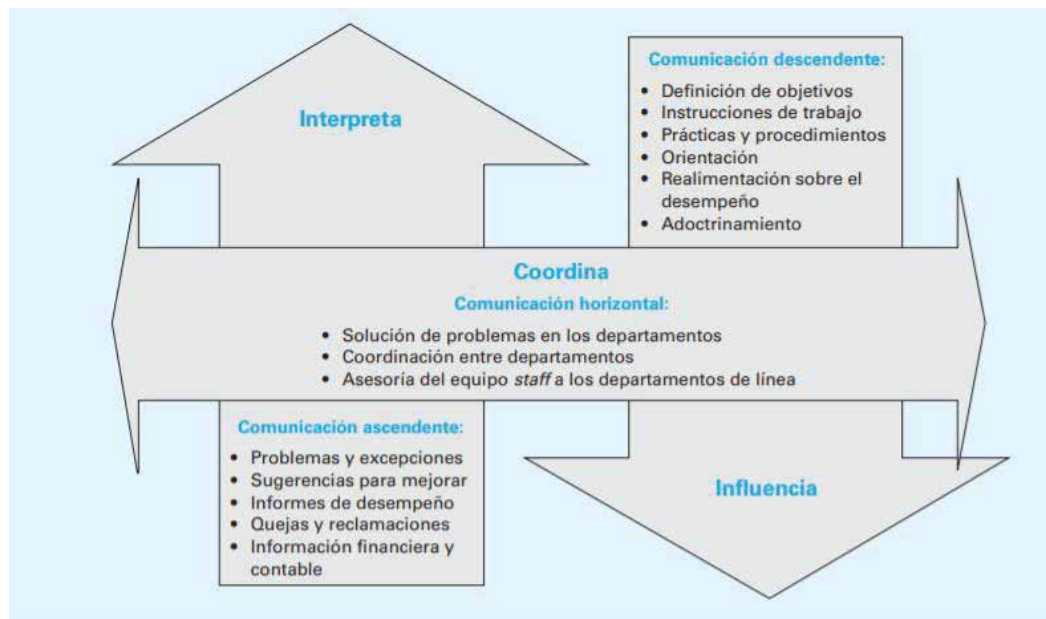 Interpreta
Comunicación descendente:
• Definición de objetivos
• Instrucciones de trabajo
• Prácticas y procedimientos
• Orientación
• Realimentación sobre el
desempeño
• Adoctrinamiento
Coordina
Comunicación horizontal:
• Solución de problemas en los departamentos
• Coordinación entre departamentos
• Asesoría del equipo staff a los departamentos de línea
Comunicación ascendente:
• Problemas y excepciones
• Sugerencias para mejorar
• Informes de desempeño
• Quejas y reclamaciones
• Información financiera y
contable
Influencia